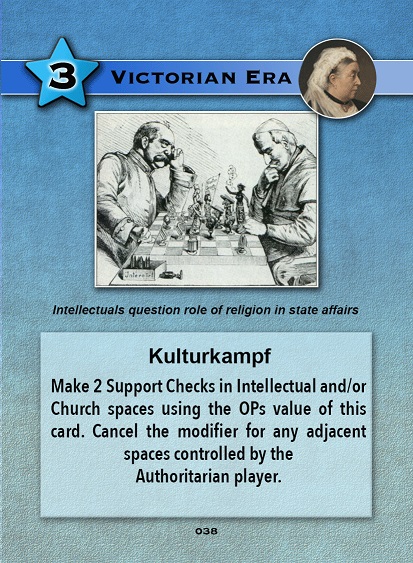 3
VICTORIAN ERA
Intellectuals question role of religion in state affairs
Kulturkampf
Make 2 Support Checks in Intellectual and/or
Church spaces using the OPs value of this
card. Cancel the modifier for any adjacent
spaces controlled by the
Authoritarian player.
038